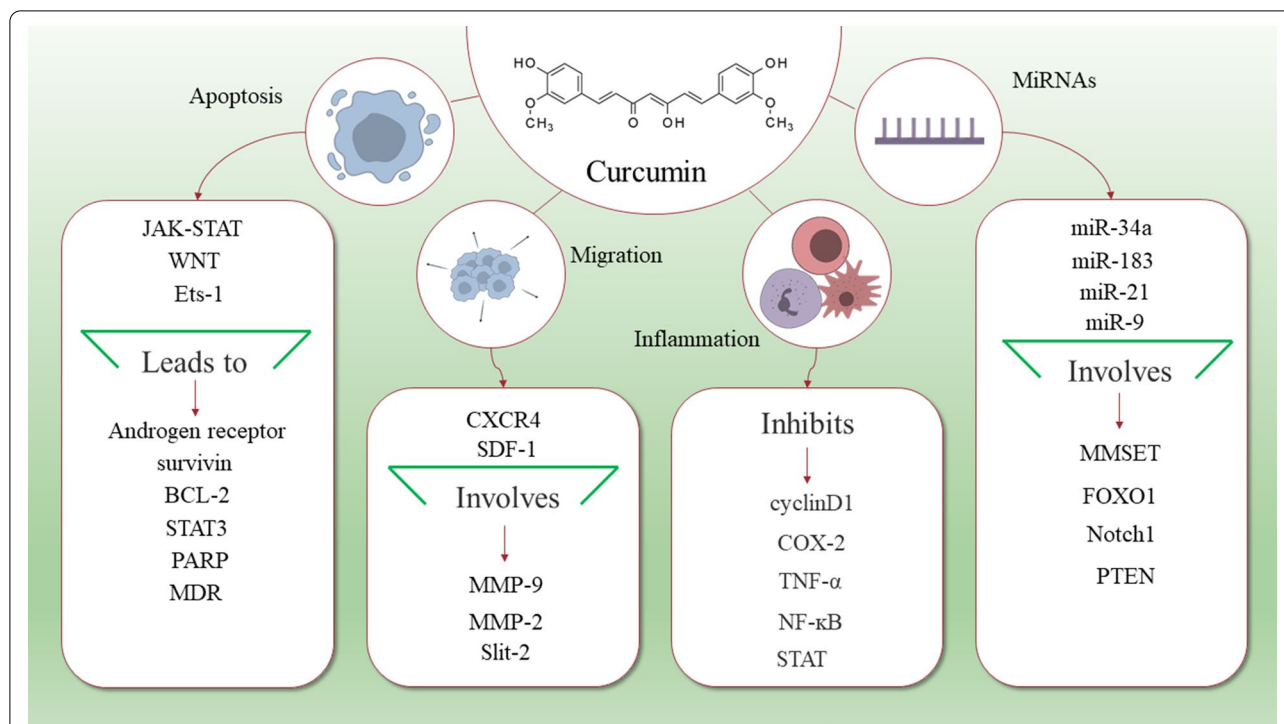 HO
OH
O
CH₃
O
OH
O
CH₃
Curcumin
Apoptosis
JAK-STAT
WNT
Ets-1
Leads to
Androgen receptor
survivin
BCL-2
STAT3
PARP
MDR
Migration
CXCR4
SDF-1
Involves
MMP-9
MMP-2
Slit-2
Inflammation
Inhibits
cyclinD1
COX-2
TNF-α
NF-κB
STAT
MiRNAs
miR-34a
miR-183
miR-21
miR-9
Involves
MMSET
FOXO1
Notch1
PTEN